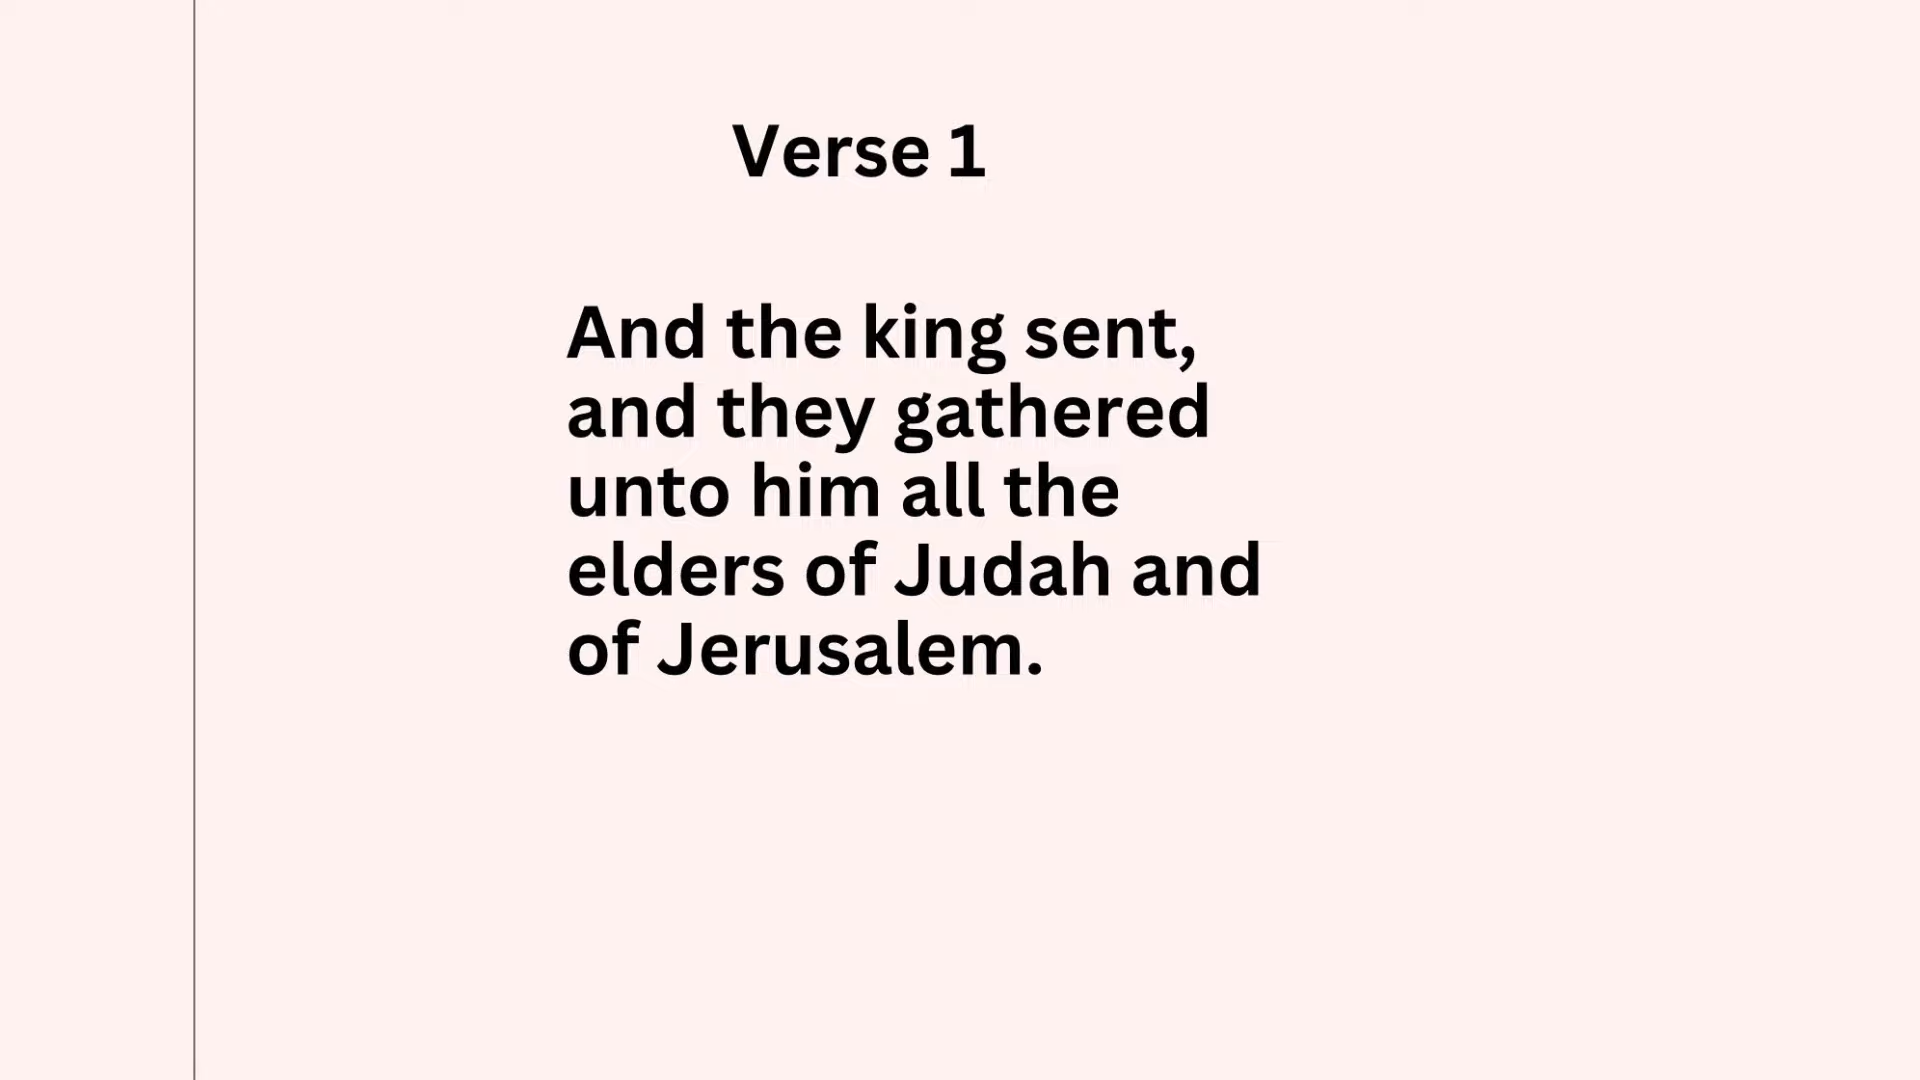 Verse 1
And the king sent,
and they gathered
unto him all the
elders of Judah and
of Jerusalem.